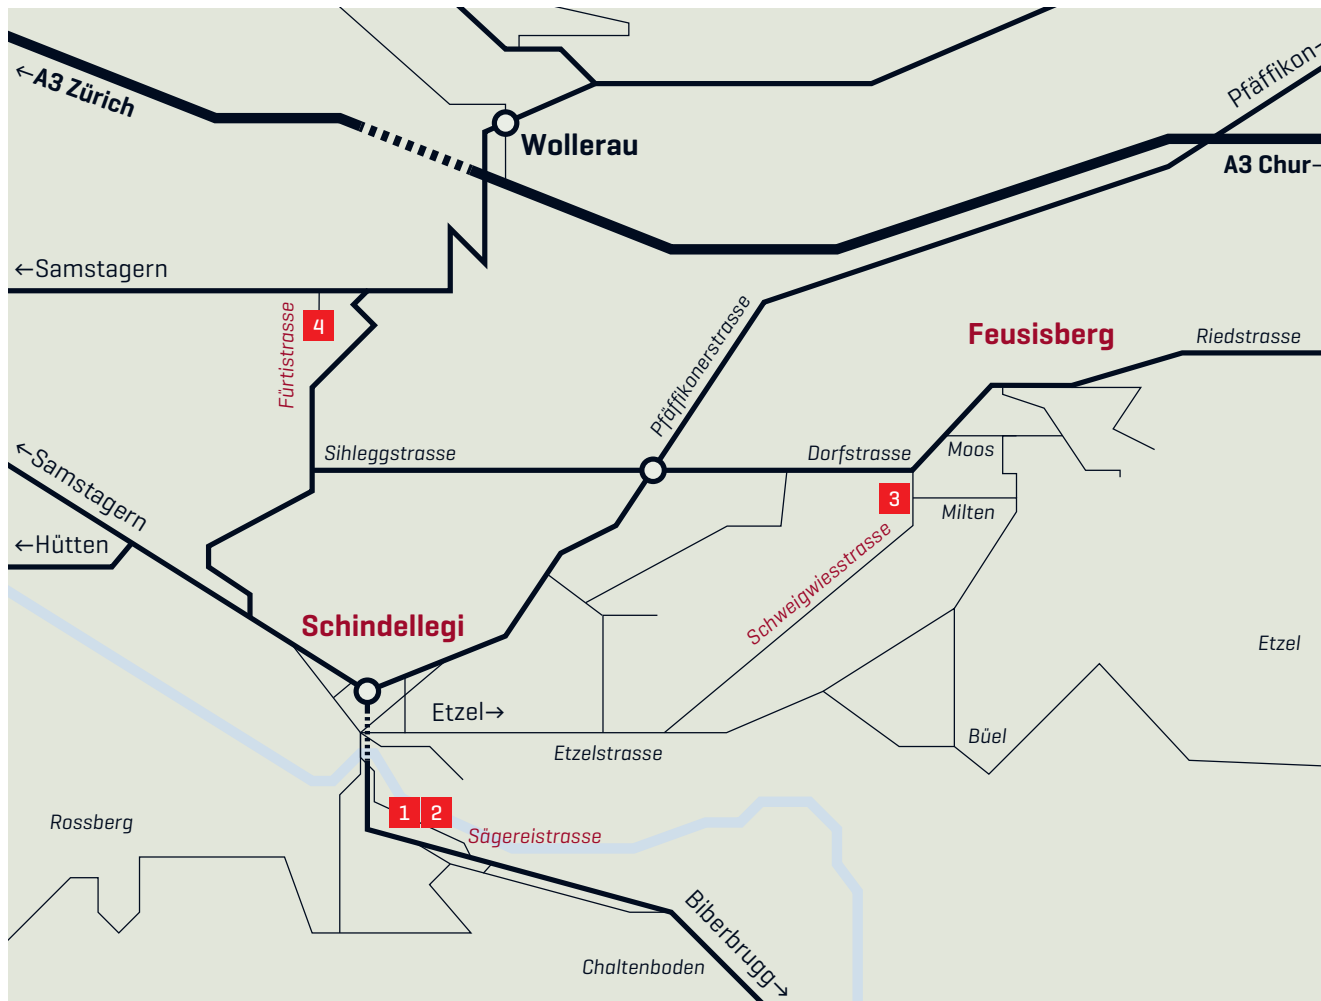 ←A3 Zürich
Pfäffikon→
Wollerau
A3 Chur→
←Samstagern
Fürtistrasse
4
Pfäffikonerstrasse
Feusisberg
Riedstrasse
←Samstagern
Sihleggstrasse
Dorfstrasse
Moos
3
Milten
←Hütten
Schweigwiesstrasse
Schindellegi
Etzel
Etzel→
Etzelstrasse
Büel
1 2
Rossberg
Sägereistrasse
Biberbrugg→
Chaltenboden